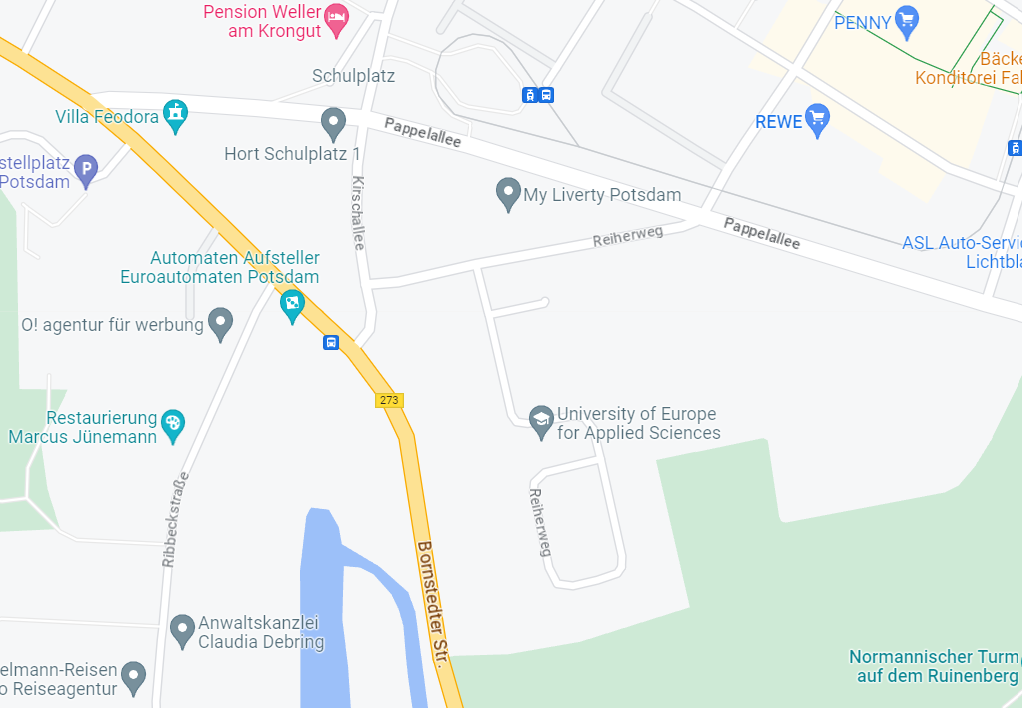 Pension Weller
am Krongut
PENNY
Bäcke
Konditorei Fal
Schulplatz
Villa Feodora
REWE
Pappelallee
Hort Schulplatz 1
stellplatz
Potsdam
P
Kirschallee
My Liverty Potsdam
Reiherweg
Pappelallee
ASL Auto-Servi
Lichtbla
Automaten Aufsteller
Euroautomaten Potsdam
O! agentur für werbung
273
Restaurierung
Marcus Jünemann
University of Europe
for Applied Sciences
Ribbeckstraße
Reiherweg
Bornstedter Str.
Anwaltskanzlei
Claudia Debring
elmann-Reisen
o Reiseagentur
Normannischer Turm
auf dem Ruinenberg